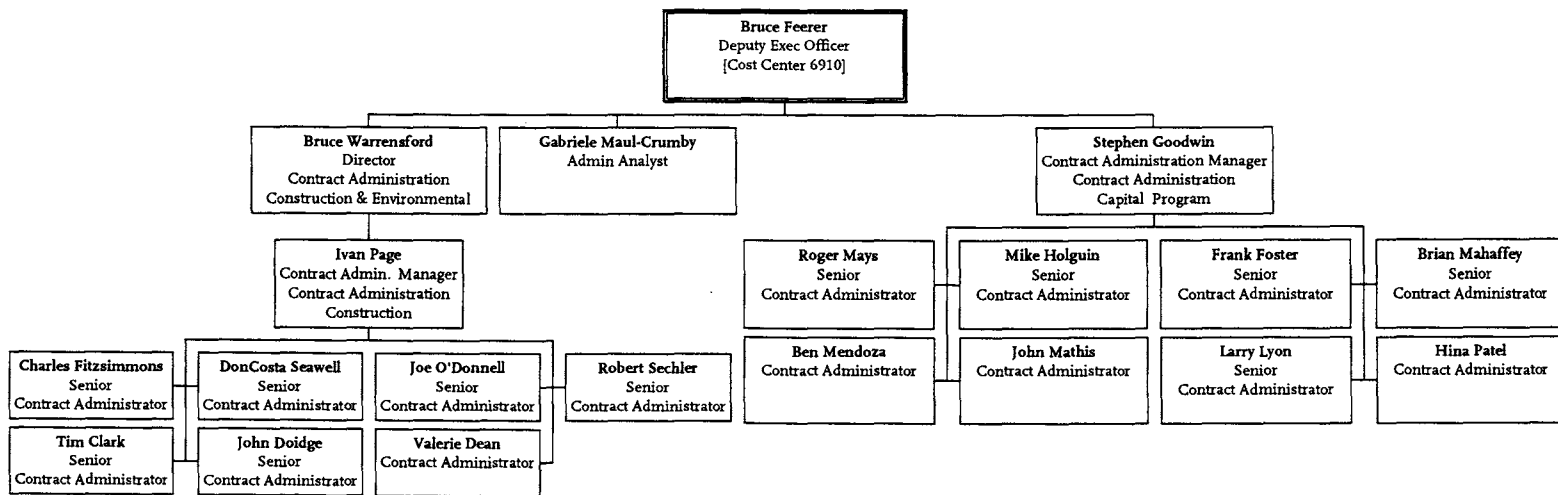 Bruce Feerer
Deputy Exec Officer
[Cost Center 6910]
Bruce Warrensford
Director
Contract Administration
Construction & Environmental
Gabriele Maul-Crumby
Admin Analyst
Stephen Goodwin
Contract Administration Manager
Contract Administration
Capital Program
Ivan Page
Contract Admin. Manager
Contract Administration
Construction
Roger Mays
Senior
Contract Administrator
Mike Holguin
Senior
Contract Administrator
Frank Foster
Senior
Contract Administrator
Brian Mahaffey
Senior
Contract Administrator
Ben Mendoza
Contract Administrator
John Mathis
Contract Administrator
Larry Lyon
Senior
Contract Administrator
Hina Patel
Contract Administrator
Charles Fitzsimmons
Senior
Contract Administrator
DonCosta Seawell
Senior
Contract Administrator
Joe O'Donnell
Senior
Contract Administrator
Robert Sechler
Senior
Contract Administrator
Tim Clark
Senior
Contract Administrator
John Doidge
Senior
Contract Administrator
Valerie Dean
Contract Administrator